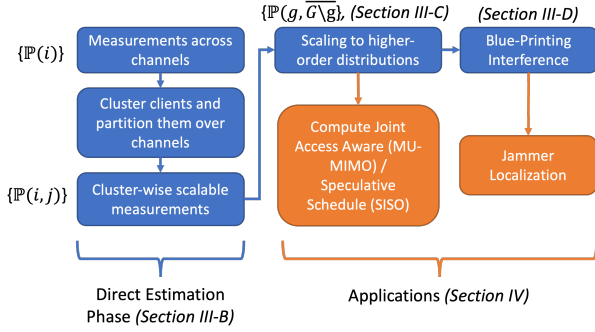 {ℙ(g, \overline{G\g}}, (Section III-C)
(Section III-D)
{ℙ(i)}
Measurements across
channels
Scaling to higher-
order distributions
Blue-Printing
Interference
Cluster clients and
partition them over
channels
Compute Joint
Access Aware (MU-
MIMO) /
Speculative
Schedule (SISO)
Jammer
Localization
{ℙ(i, j)}
Cluster-wise scalable
measurements
Direct Estimation
Phase (Section III-B)
Applications (Section IV)